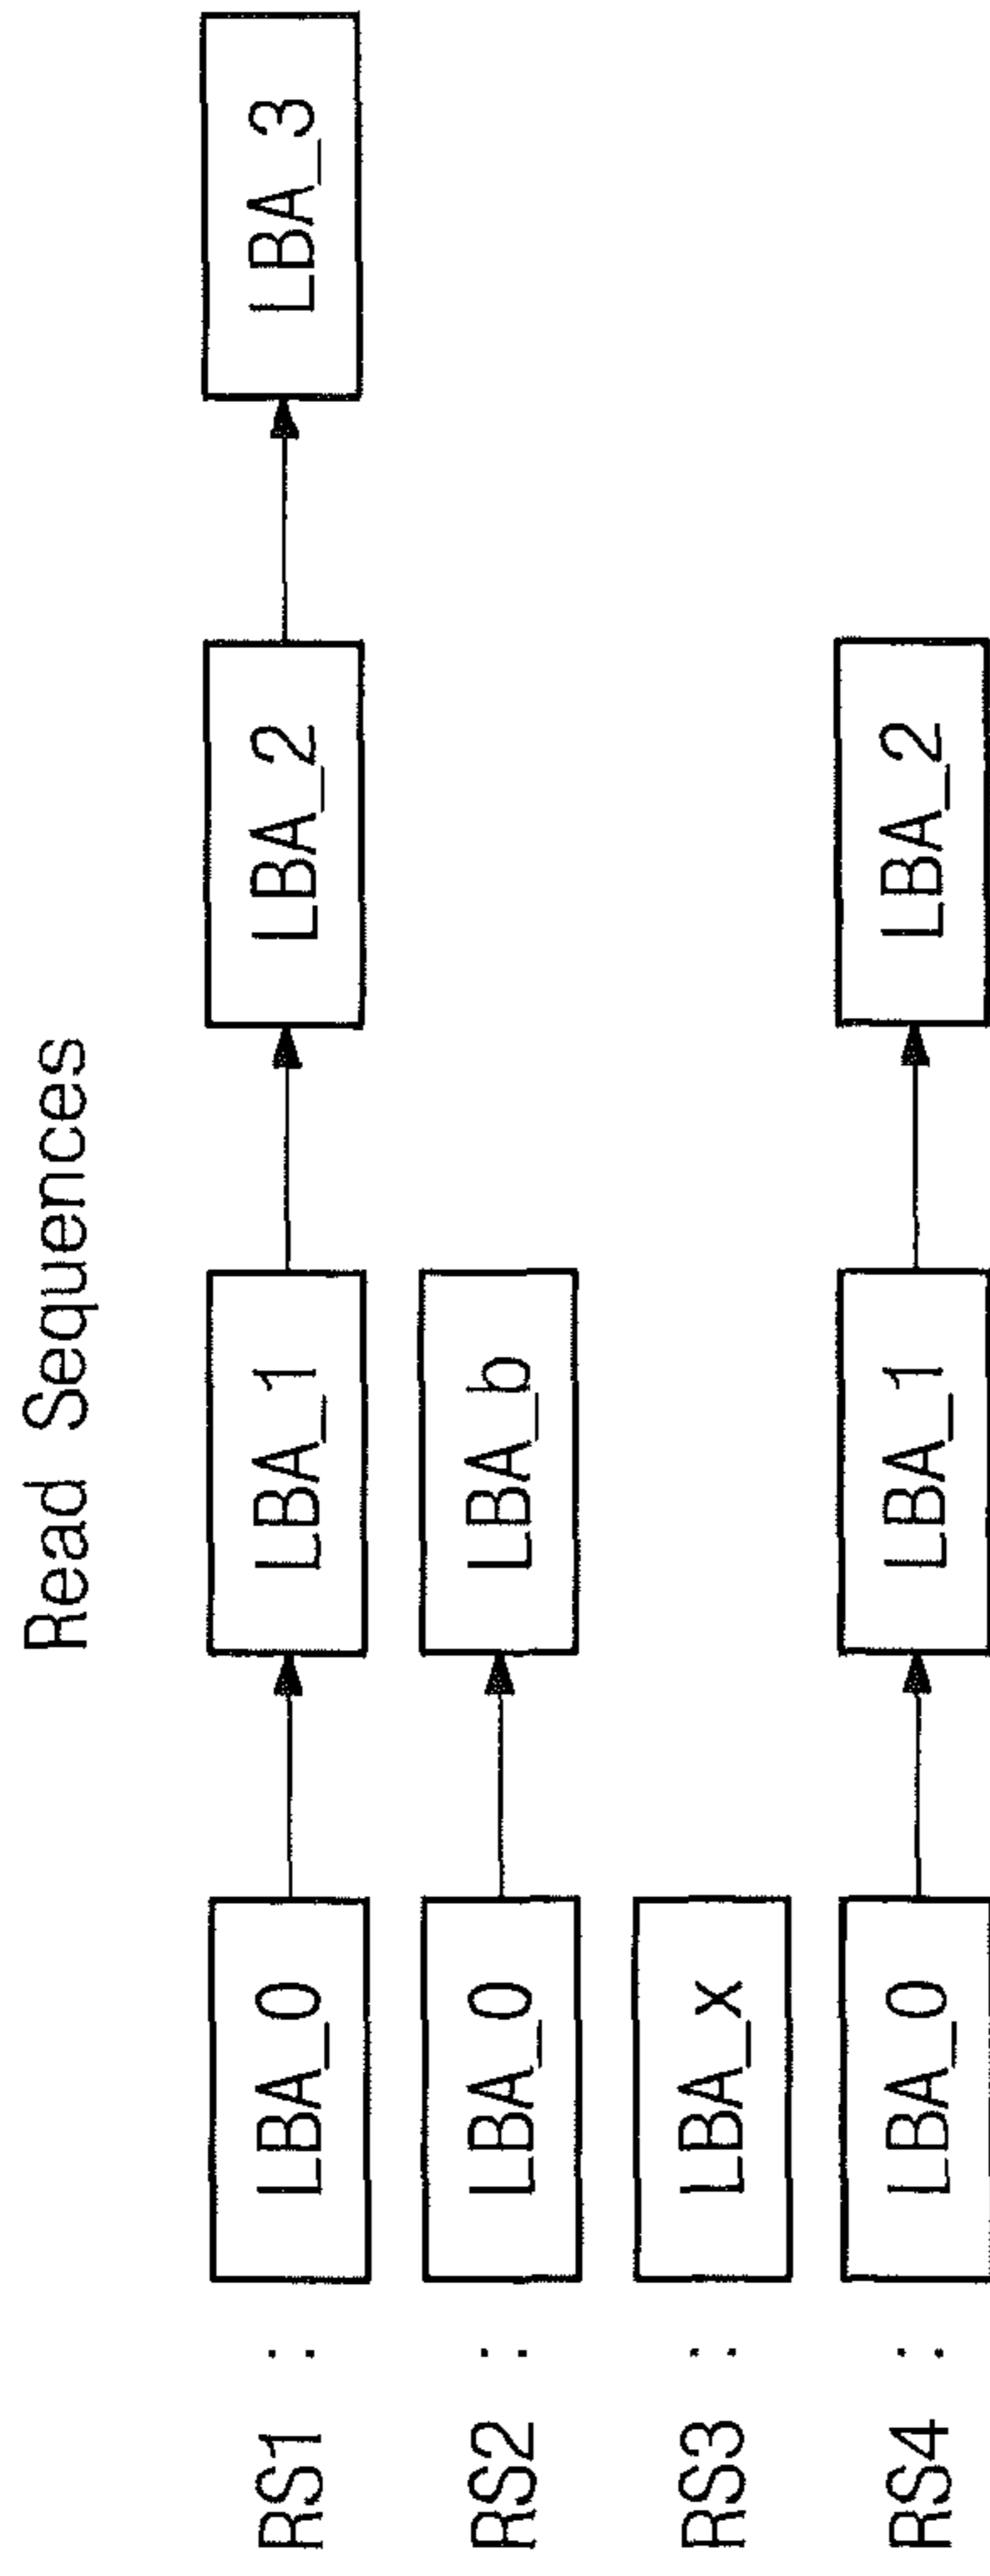 Read Sequences
RS1 : LBA_0 LBA_1 LBA_2 LBA_3
RS2 : LBA_0 LBA_b
RS3 : LBA_x
RS4 : LBA_0 LBA_1 LBA_2